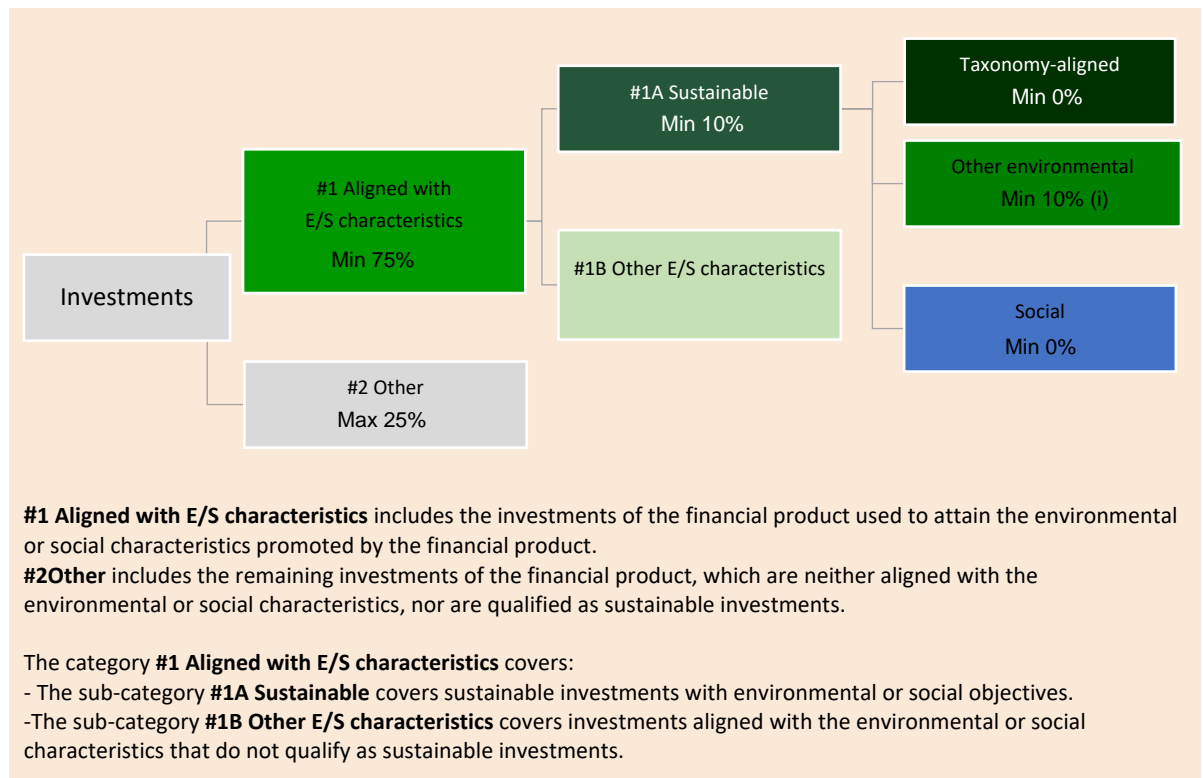 Investments
#1 Aligned with
E/S characteristics
Min 75%
#2 Other
Max 25%
#1A Sustainable
Min 10%
#1B Other E/S characteristics
Taxonomy-aligned
Min 0%
Other environmental
Min 10% (i)
Social
Min 0%
#1 Aligned with E/S characteristics includes the investments of the financial product used to attain the environmental
or social characteristics promoted by the financial product.
#2Other includes the remaining investments of the financial product, which are neither aligned with the
environmental or social characteristics, nor are qualified as sustainable investments.
The category #1 Aligned with E/S characteristics covers:
- The sub-category #1A Sustainable covers sustainable investments with environmental or social objectives.
-The sub-category #1B Other E/S characteristics covers investments aligned with the environmental or social
characteristics that do not qualify as sustainable investments.